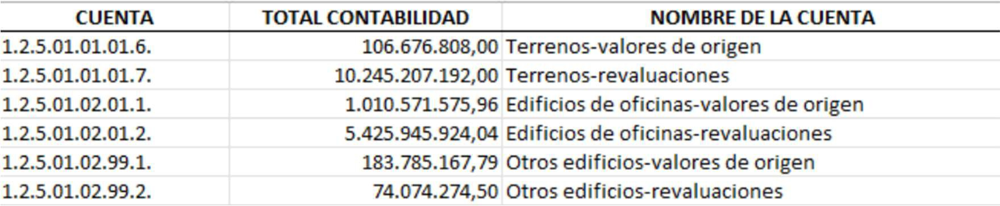 CUENTA TOTAL CONTABILIDAD NOMBRE DE LA CUENTA
1.2.5.01.01.01.6. 106.676.808,00 Terrenos-valores de origen
1.2.5.01.01.01.7. 10.245.207.192,00 Terrenos-revaluaciones
1.2.5.01.02.01.1. 1.010.571.575,96 Edificios de oficinas-valores de origen
1.2.5.01.02.01.2. 5.425.945.924,04 Edificios de oficinas-revaluaciones
1.2.5.01.02.99.1. 183.785.167,79 Otros edificios-valores de origen
1.2.5.01.02.99.2. 74.074.274,50 Otros edificios-revaluaciones